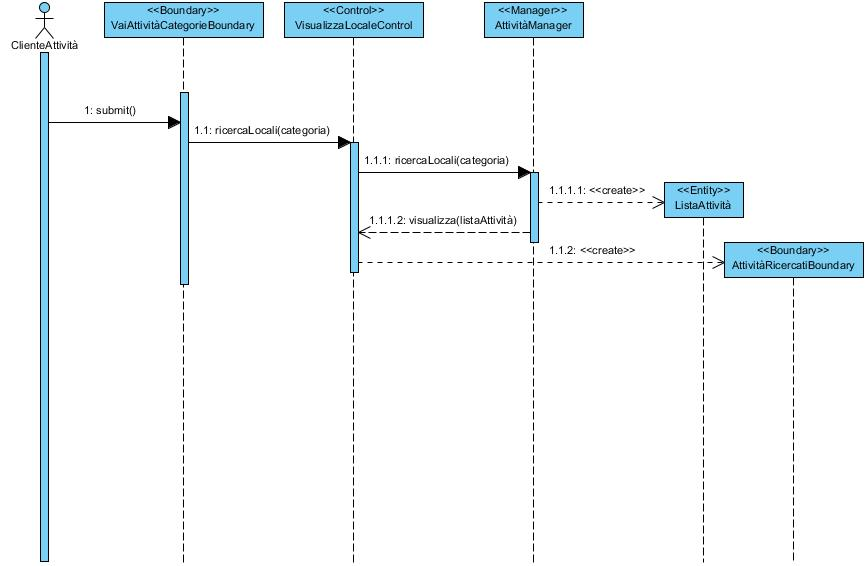 <<Boundary>>
VaiAttivitàCategorieBoundary
<<Control>>
VisualizzaLocaleControl
<<Manager>>
AttivitàManager
ClienteAttività
1: submit()
1.1: ricercaLocali(categoria)
1.1.1: ricercaLocali(categoria)
1.1.1.1: <<create>>
<<Entity>>
ListaAttività
1.1.1.2: visualizza(listaAttività)
1.1.2: <<create>>
<<Boundary>>
AttivitàRicercatiBoundary